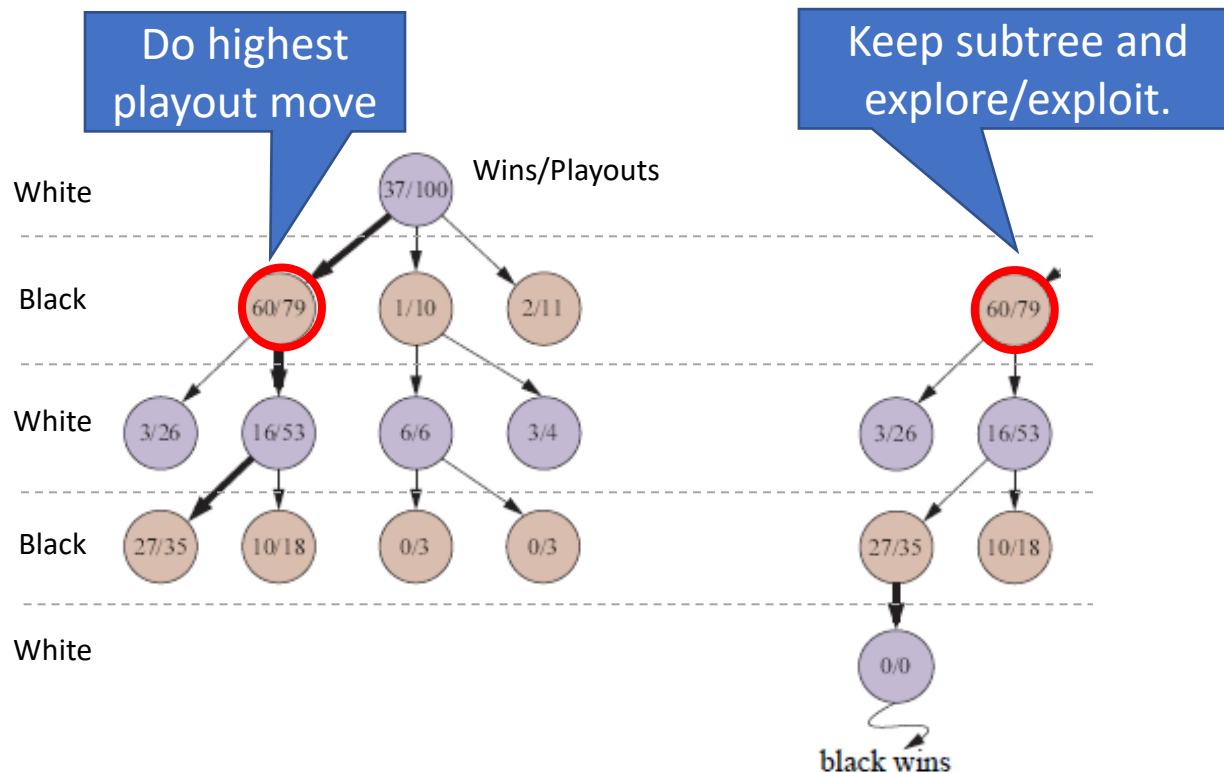 Do highest
playout move
Keep subtree and
explore/exploit.
Wins/Playouts
White
37/100
Black
60/79
1/10
2/11
60/79
White
3/26
16/53
6/6
3/4
3/26
16/53
Black
27/35
10/18
0/3
0/3
27/35
10/18
White
0/0
black wins